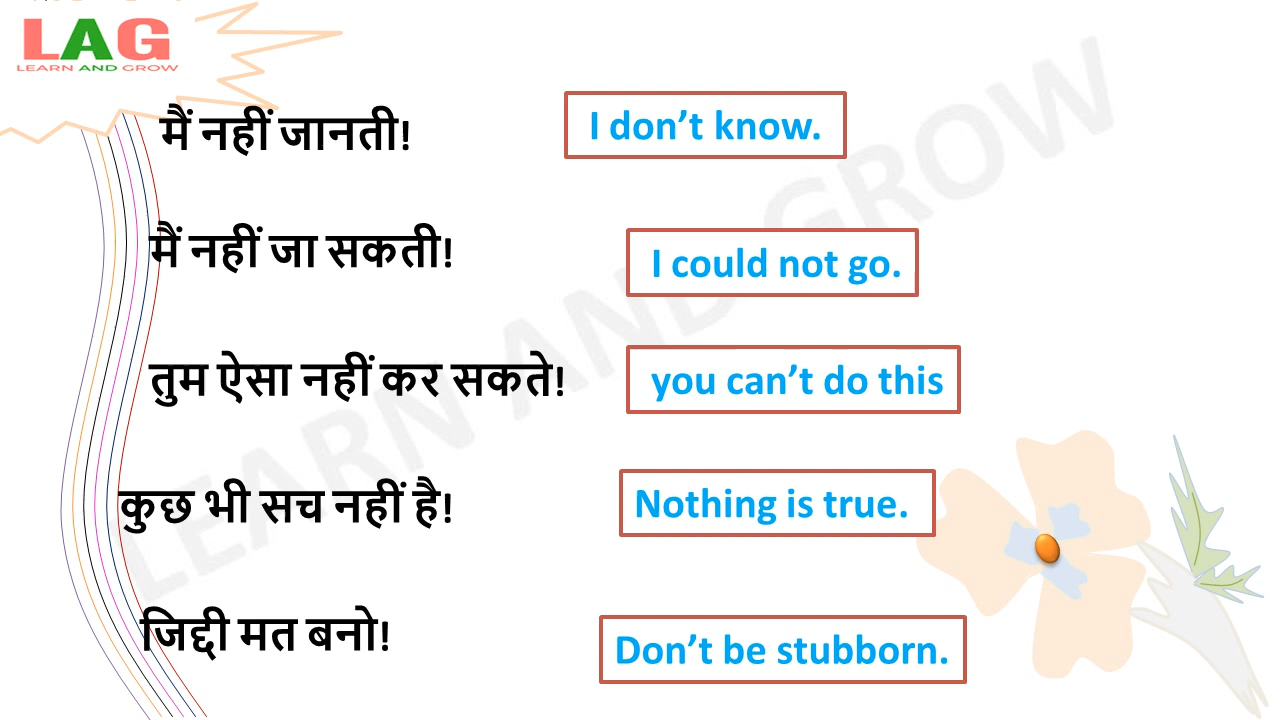 LAG
LEARN AND GROW
मैं नहीं जानती!
I don’t know.
मैं नहीं जा सकती!
I could not go.
तुम ऐसा नहीं कर सकते!
you can’t do this
कुछ भी सच नहीं है!
Nothing is true.
जिद्दी मत बनो!
Don’t be stubborn.
LEARN AND GROW